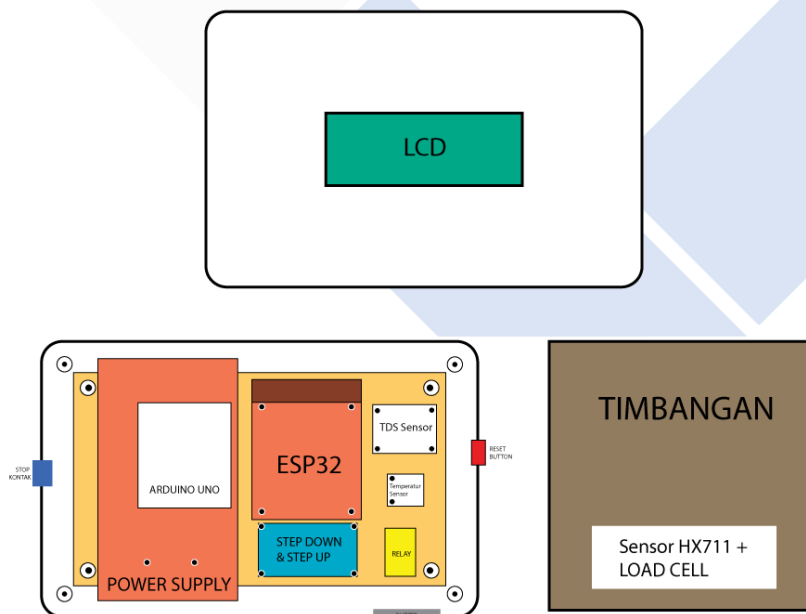 LCD
TIMBANGAN
TDS Sensor
ESP32
STOP
KONTAK
RESET
BUTTON
ARDUINO UNO
Temperatur
Sensor
STEP DOWN
& STEP UP
RELAY
POWER SUPPLY
Sensor HX711 +
LOAD CELL